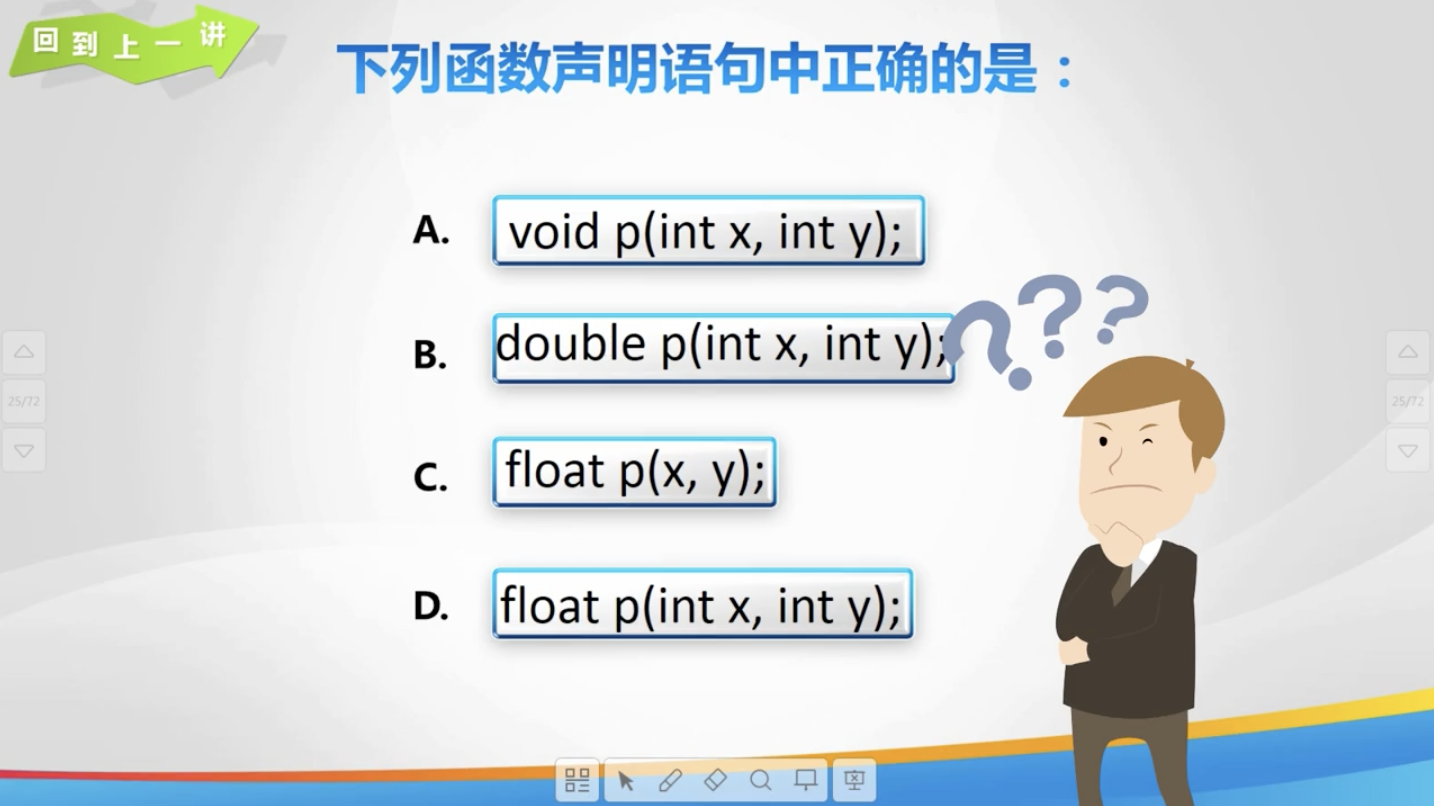 回到上一讲
下列函数声明语句中正确的是：
A. void p(int x, int y);
B. double p(int x, int y);
C. float p(x, y);
D. float p(int x, int y);
???
25/72
25/72